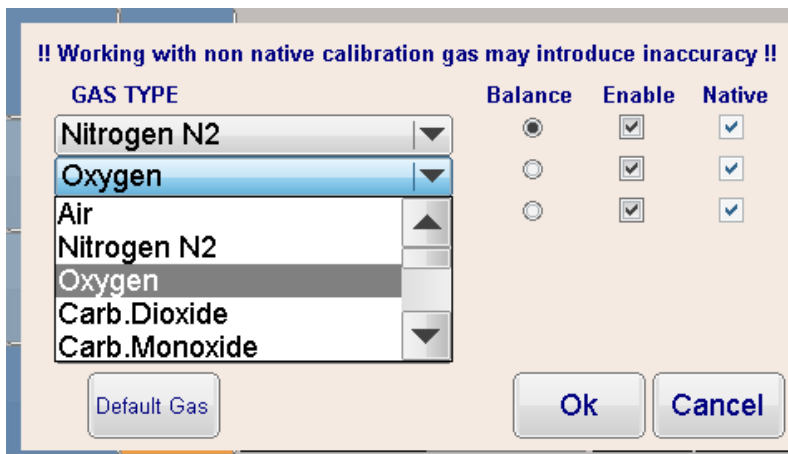 !! Working with non native calibration gas may introduce inaccuracy !!
GAS TYPE Balance Enable Native
Nitrogen N2
Oxygen
Air
Nitrogen N2
Oxygen
Carb.Dioxide
Carb.Monoxide
Default Gas Ok Cancel